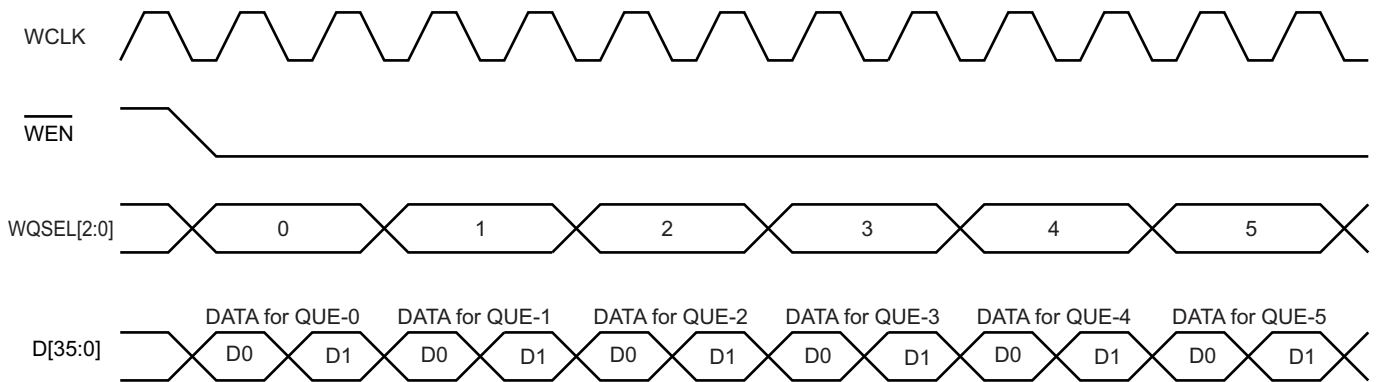 WCLK
WEN
WQSEL[2:0] 0 1 2 3 4 5
DATA for QUE-0 DATA for QUE-1 DATA for QUE-2 DATA for QUE-3 DATA for QUE-4 DATA for QUE-5
D[35:0] D0 D1 D0 D1 D0 D1 D0 D1 D0 D1 D0 D1